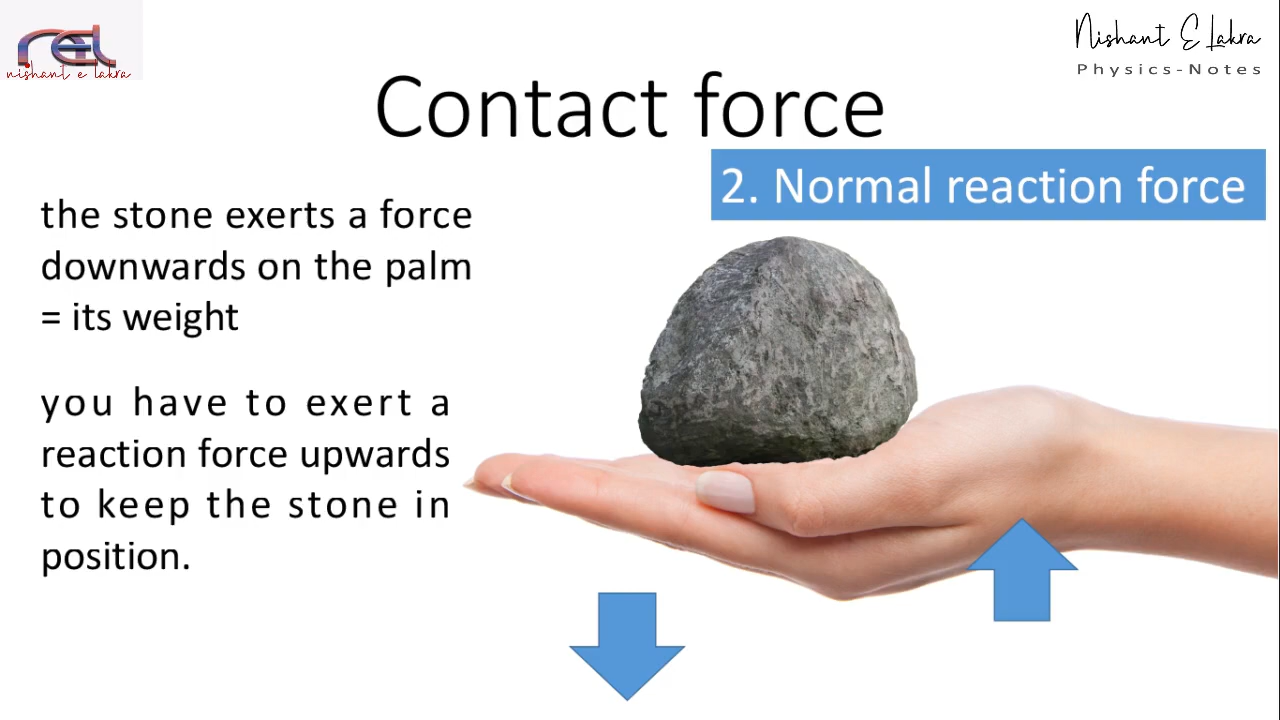 nel
nishant e lakra
Nishant E Lakra
Physics-Notes
Contact force
2. Normal reaction force
the stone exerts a force
downwards on the palm
= its weight
you have to exert a
reaction force upwards
to keep the stone in
position.